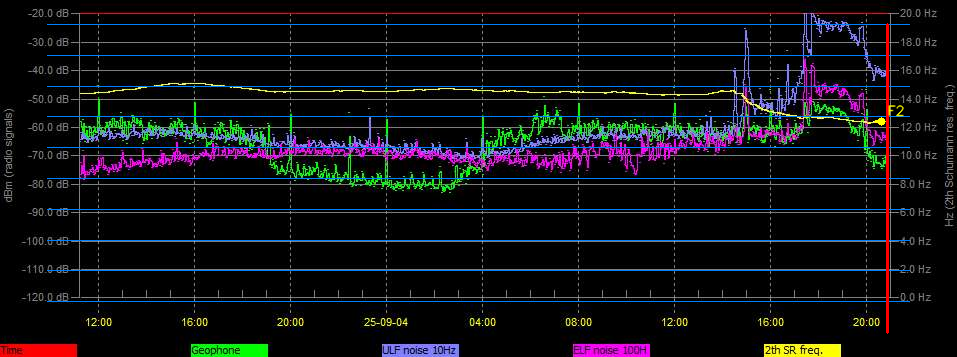 -20.0 dB 20.0 Hz
-30.0 dB 18.0 Hz
-40.0 dB 16.0 Hz
-50.0 dB 14.0 Hz
F2
-60.0 dB 12.0 Hz
-70.0 dB 10.0 Hz
-80.0 dB 8.0 Hz
-90.0 dB 6.0 Hz
-100.0 dB 4.0 Hz
-110.0 dB 2.0 Hz
-120.0 dB 0.0 Hz
dBm (radio signals)
Hz (2th Schumann res. freq.)
12:00 16:00 20:00 25-09-04 04:00 08:00 12:00 16:00 20:00
Time Geophone ULF noise 10Hz ELF noise 100H 2th SR freq.